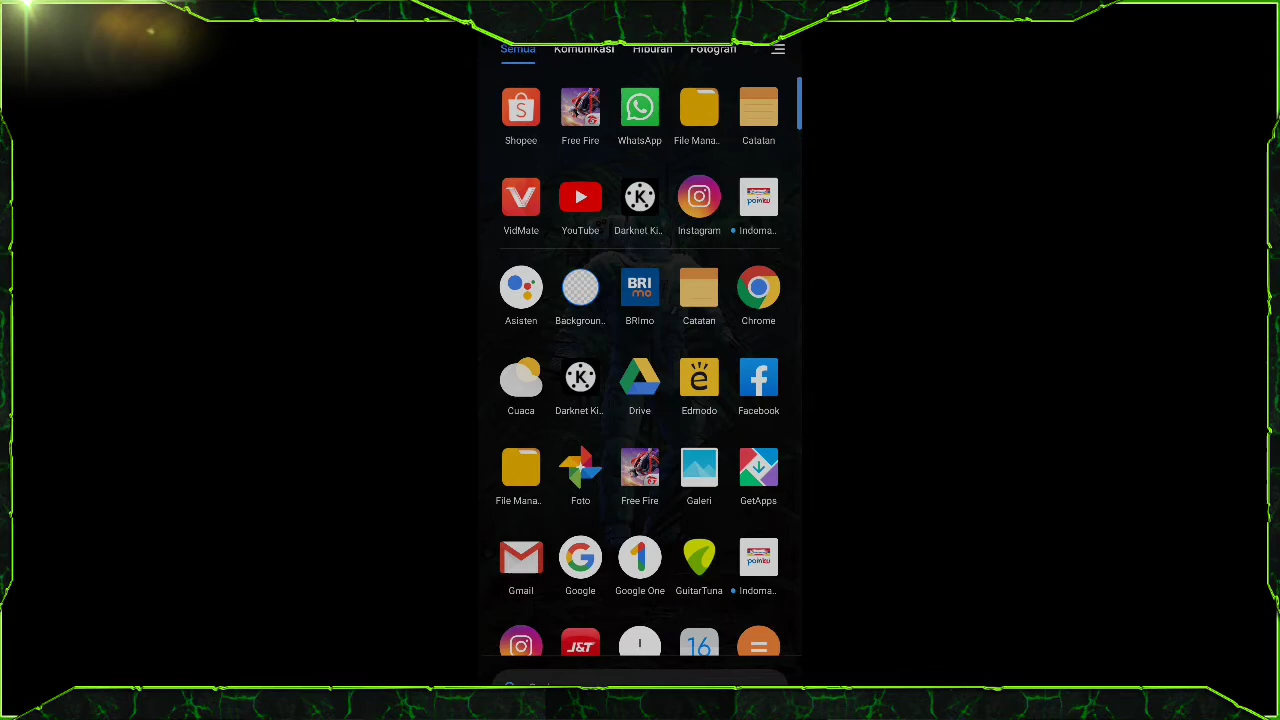 Semua Komunikasi Hiburan Fotografi
Shopee Free Fire WhatsApp File Mana.. Catatan
VidMate YouTube Darknet Ki.. Instagram Indoma..
Asisten Backgroun.. BRImo Catatan Chrome
Cuaca Darknet Ki.. Drive Edmodo Facebook
File Mana.. Foto Free Fire Galeri GetApps
Gmail Google Google One GuitarTuna Indoma..
J&T 16